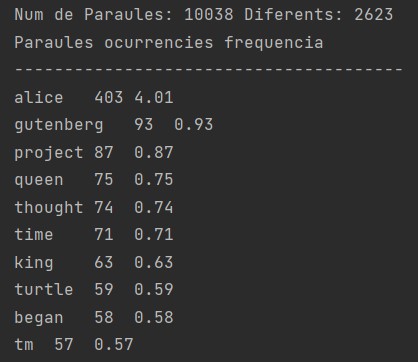 Num de Paraules: 10038 Diferents: 2623
Paraules ocurrencies frequencia
---------------------------------------
alice   403 4.01
gutenberg   93  0.93
project 87  0.87
queen   75  0.75
thought 74  0.74
time    71  0.71
king    63  0.63
turtle  59  0.59
began   58  0.58
tm  57  0.57